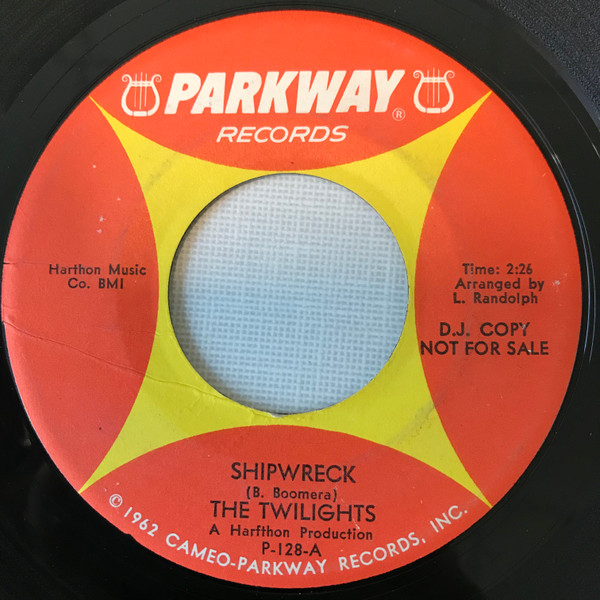 PARKWAY®
RECORDS
Harthon Music
Co. BMI
Time: 2:26
Arranged by
L. Randolph
D.J. COPY
NOT FOR SALE
SHIPWRECK
(B. Boomera)
THE TWILIGHTS
A Harfthon Production
P-128-A
© 1962 CAMEO-PARKWAY RECORDS, INC.